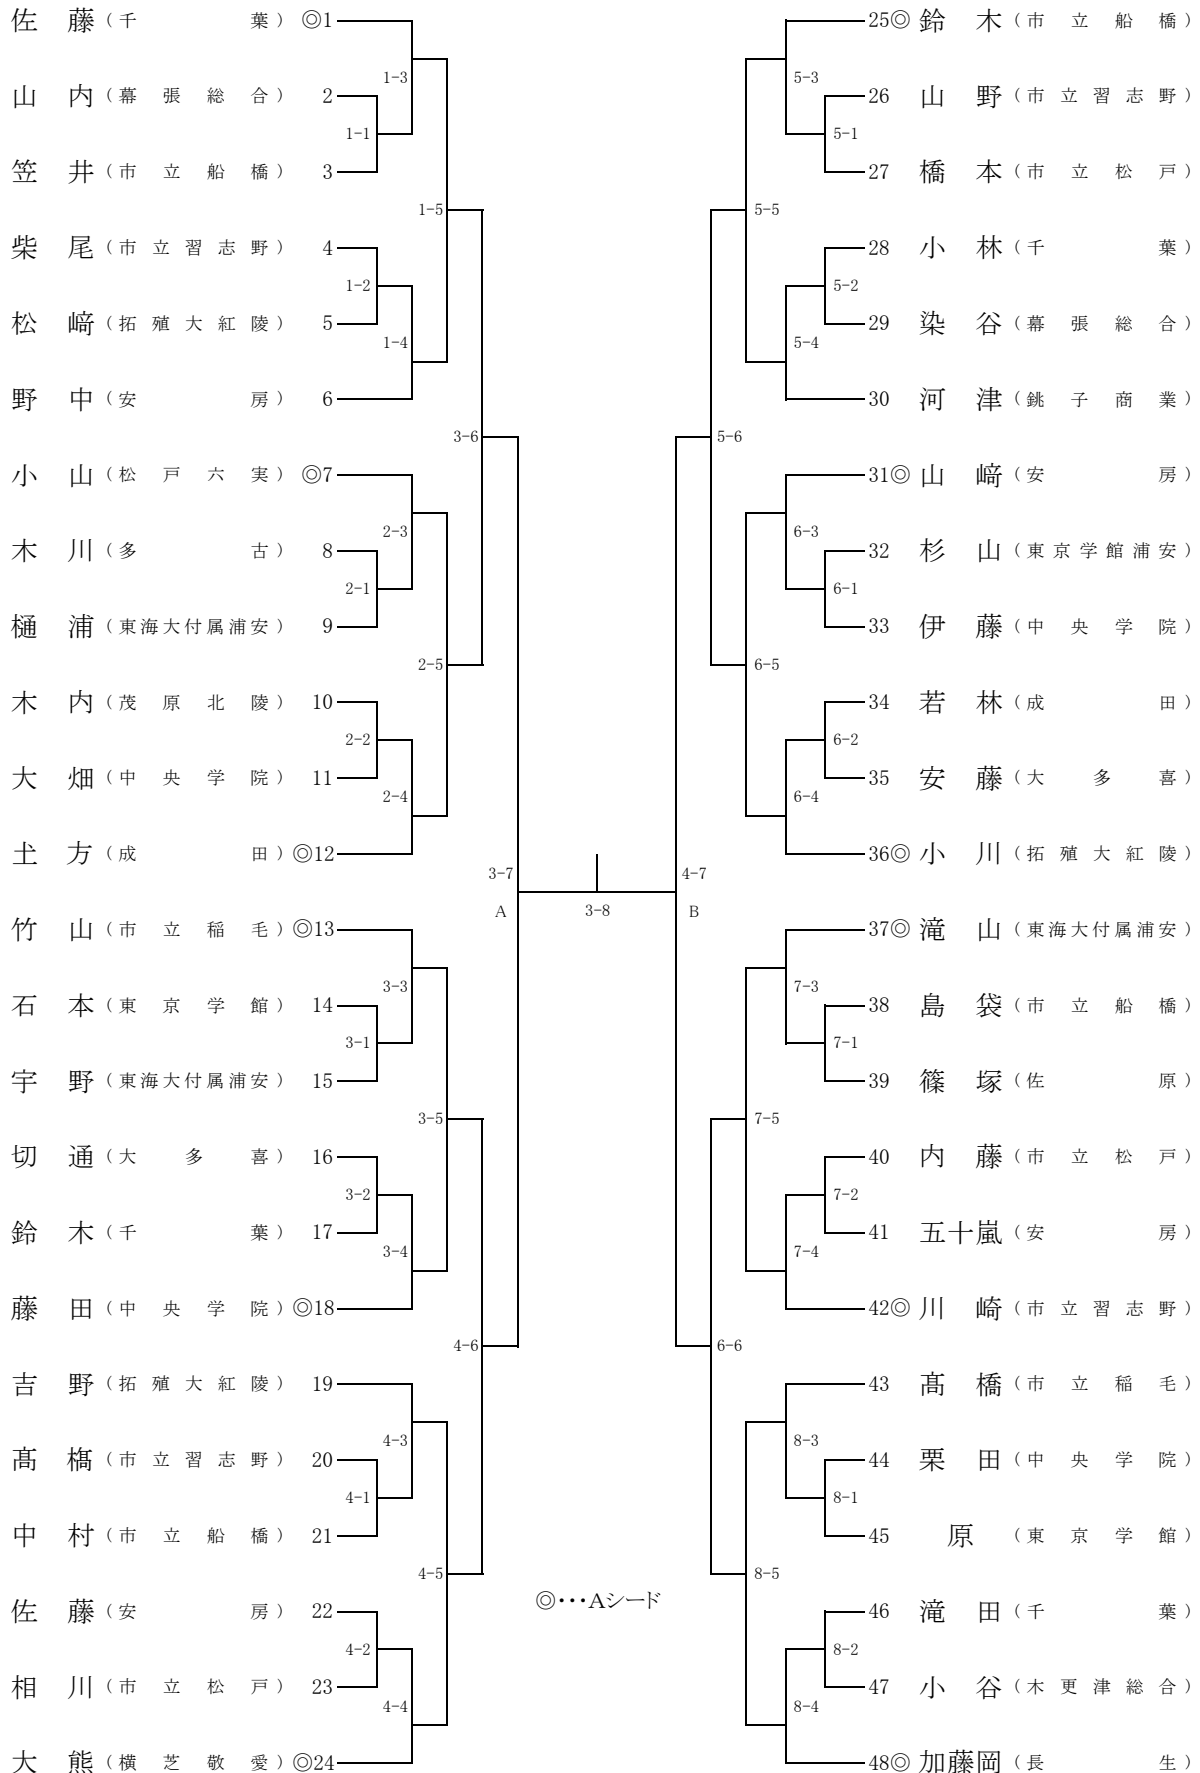 佐藤（千葉）◎1
1-3
山内（幕張総合）2
1-1
笠井（市立船橋）3
1-5
柴尾（市立習志野）4
1-2
松﨑（拓殖大紅陵）5
1-4
野中（安房）6
3-6
小山（松戸六実）◎7
2-3
木川（多古）8
2-1
樋浦（東海大付属浦安）9
2-5
木内（茂原北陵）10
2-2
大畑（中央学院）11
2-4
土方（成田）◎12
3-7
A
竹山（市立稲毛）◎13
3-3
石本（東京学館）14
3-1
宇野（東海大付属浦安）15
3-5
切通（大多喜）16
3-2
鈴木（千葉）17
3-4
藤田（中央学院）◎18
4-6
吉野（拓殖大紅陵）19
4-3
髙槗（市立習志野）20
4-1
中村（市立船橋）21
4-5
佐藤（安房）22
4-2
相川（市立松戸）23
4-4
大熊（横芝敬愛）◎24
3-8
◎･･･Aシード
25◎鈴木（市立船橋）
5-3
26 山野（市立習志野）
5-1
27 橋本（市立松戸）
5-5
28 小林（千葉）
5-2
29 染谷（幕張総合）
5-4
30 河津（銚子商業）
5-6
31◎山﨑（安房）
6-3
32 杉山（東京学館浦安）
6-1
33 伊藤（中央学院）
6-5
34 若林（成田）
6-2
35 安藤（大多喜）
6-4
36◎小川（拓殖大紅陵）
4-7
B
37◎滝山（東海大付属浦安）
7-3
38 島袋（市立船橋）
7-1
39 篠塚（佐原）
7-5
40 内藤（市立松戸）
7-2
41 五十嵐（安房）
7-4
42◎川崎（市立習志野）
6-6
43 髙橋（市立稲毛）
8-3
44 栗田（中央学院）
8-1
45 原（東京学館）
8-5
46 滝田（千葉）
8-2
47 小谷（木更津総合）
8-4
48◎加藤岡（長生）